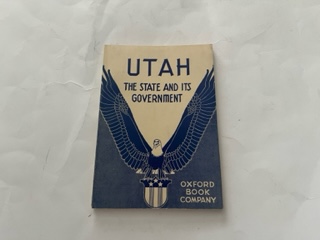 UTAH
THE STATE AND ITS
GOVERNMENT
OXFORD
BOOK
COMPANY